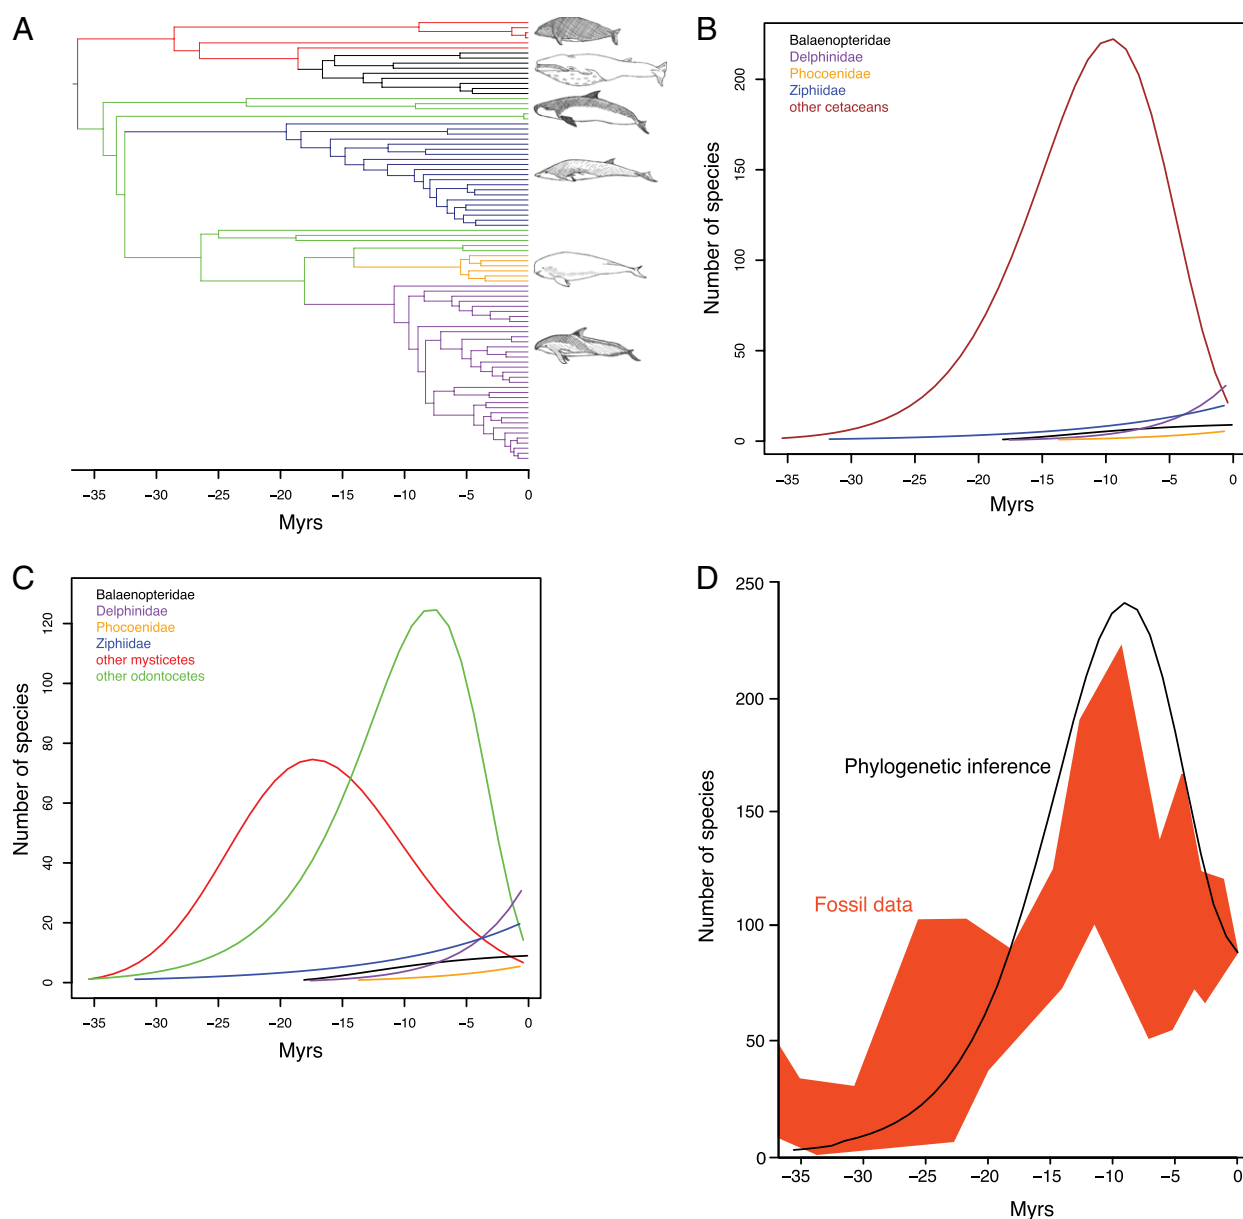 A
−35 −30 −25 −20 −15 −10 −5 0
Myrs
B
Balaenopteridae
Delphinidae
Phocoenidae
Ziphiidae
other cetaceans
Number of species
200
150
100
50
0
−35 −30 −25 −20 −15 −10 −5 0
Myrs
C
Balaenopteridae
Delphinidae
Phocoenidae
Ziphiidae
other mysticetes
other odontocetes
Number of species
120
100
80
60
40
20
0
−35 −30 −25 −20 −15 −10 −5 0
Myrs
D
Phylogenetic inference
Fossil data
Number of species
250
200
150
100
50
0
−35 −30 −25 −20 −15 −10 −5 0
Myrs